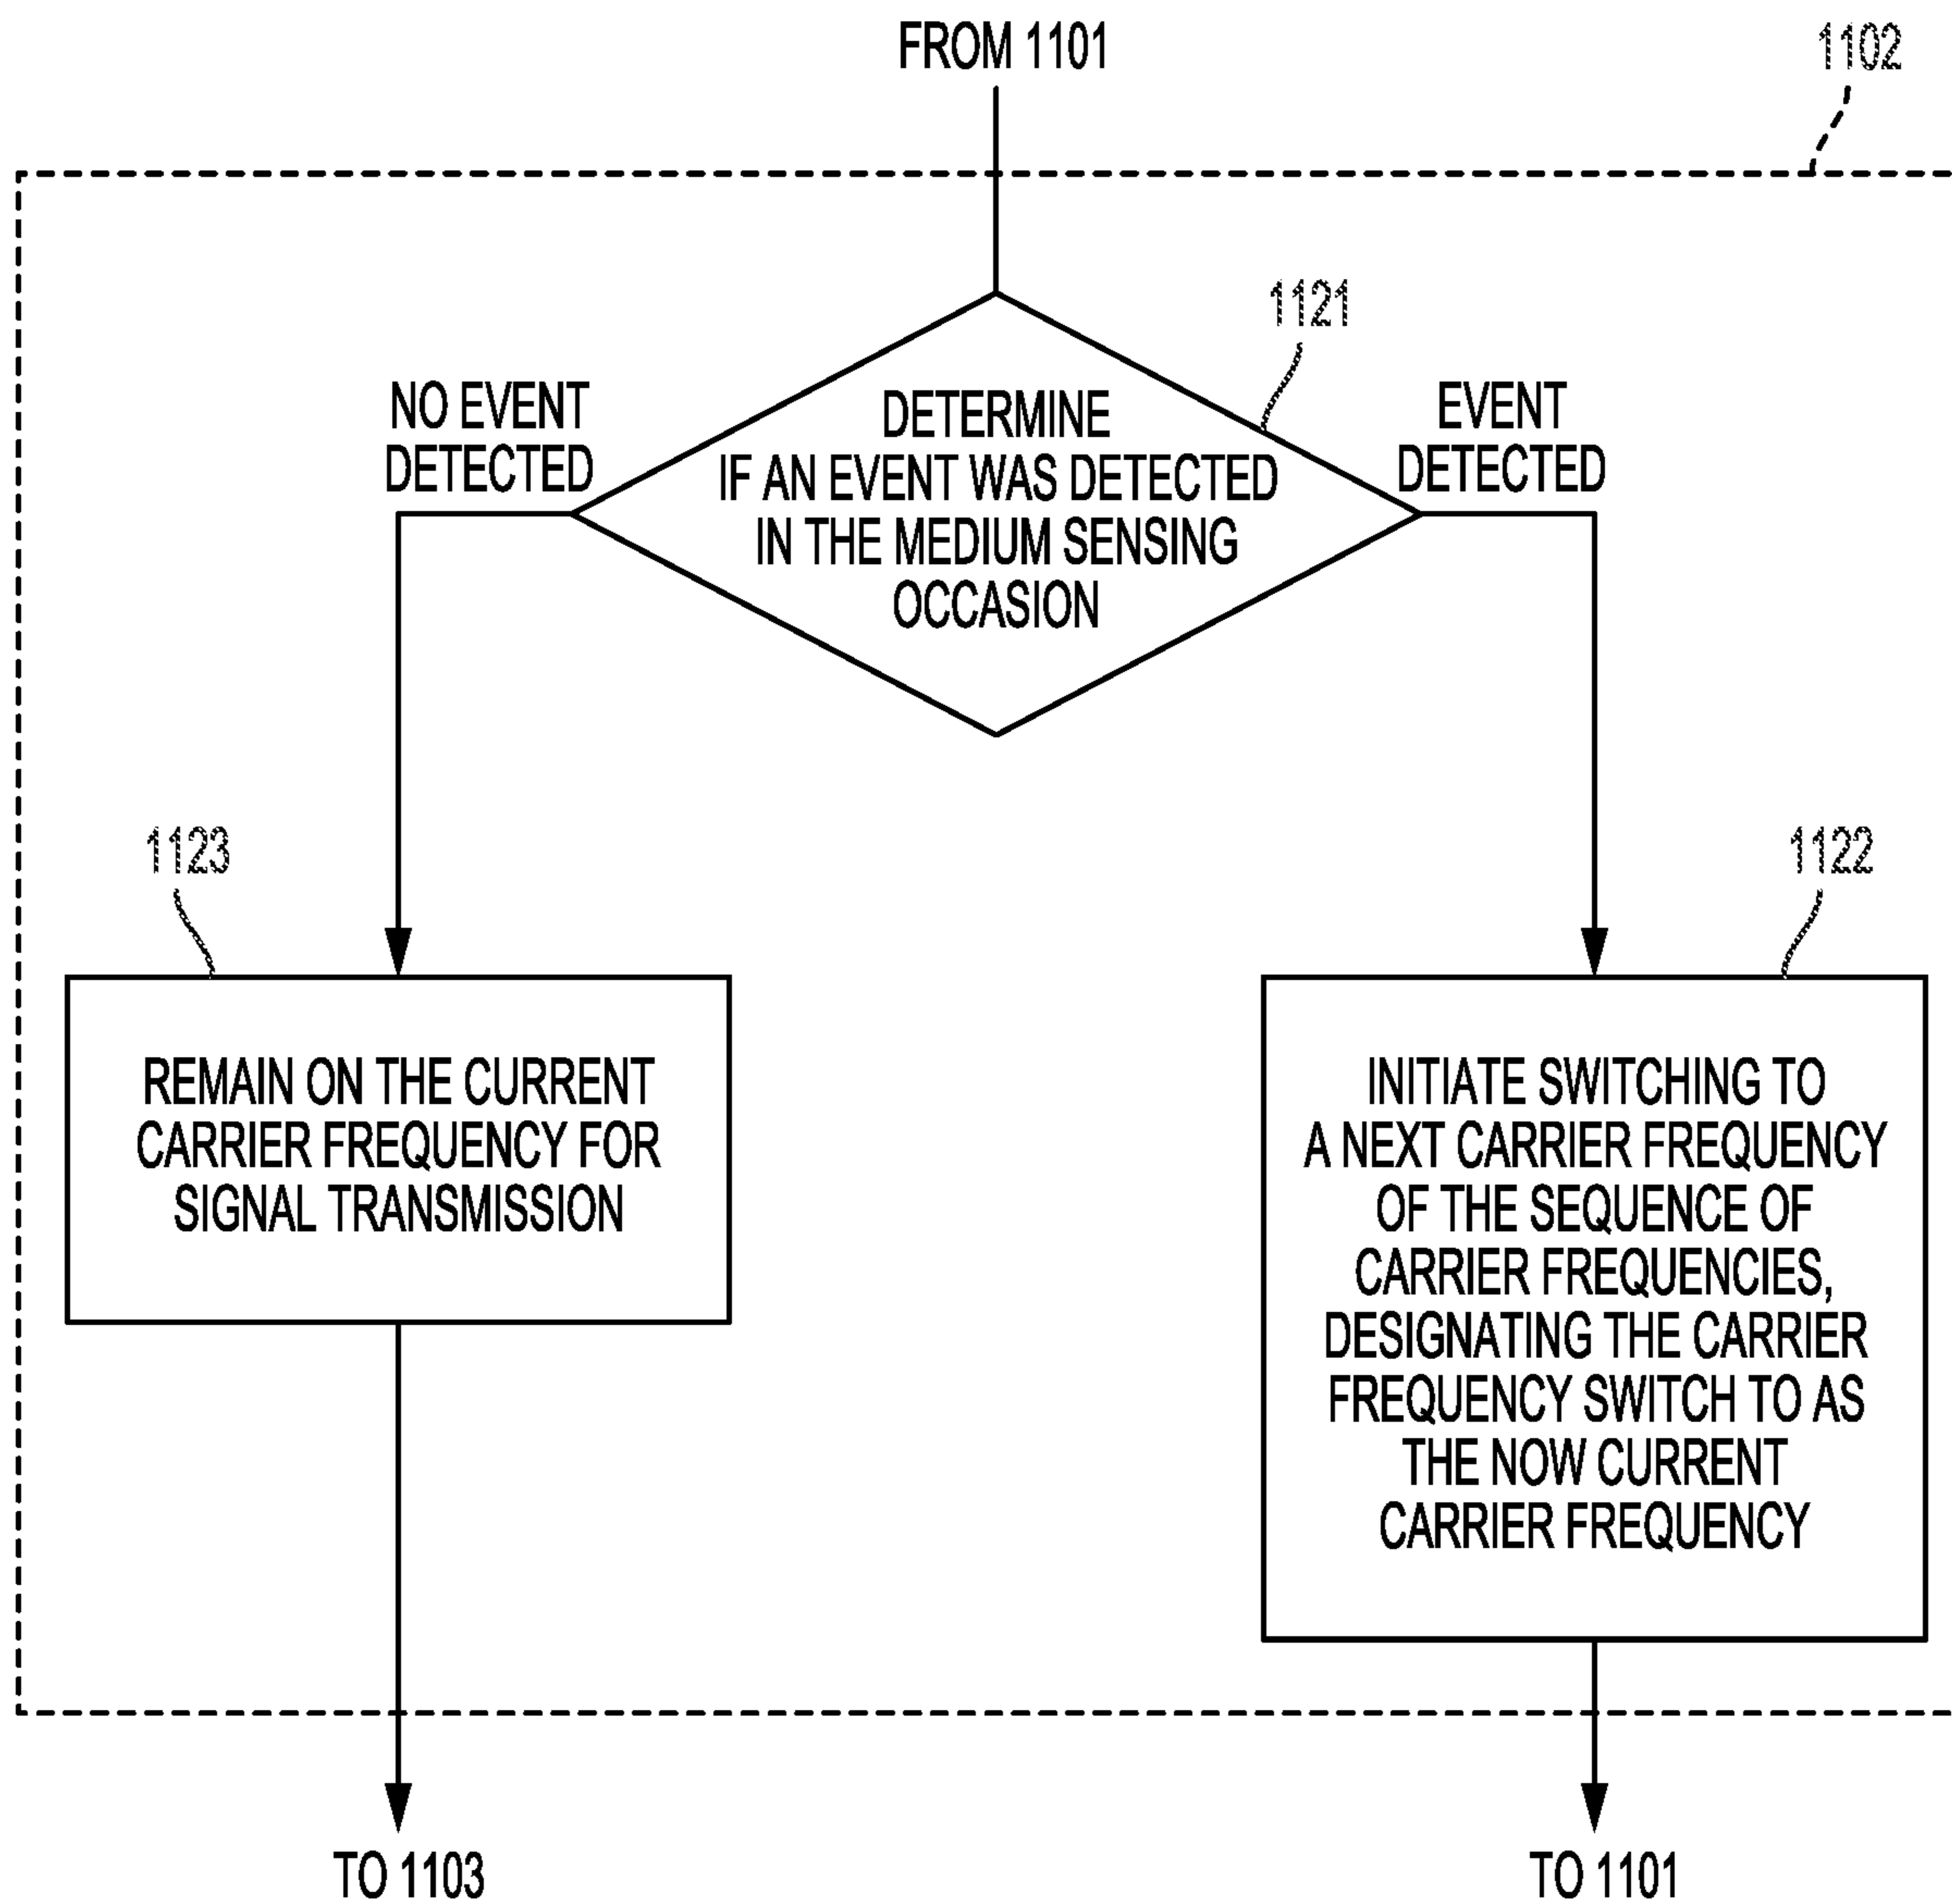 FROM 1101
1102
1121
NO EVENT
DETECTED
DETERMINE
IF AN EVENT WAS DETECTED
IN THE MEDIUM SENSING
OCCASION
EVENT
DETECTED
1123
1122
REMAIN ON THE CURRENT
CARRIER FREQUENCY FOR
SIGNAL TRANSMISSION
INITIATE SWITCHING TO
A NEXT CARRIER FREQUENCY
OF THE SEQUENCE OF
CARRIER FREQUENCIES,
DESIGNATING THE CARRIER
FREQUENCY SWITCH TO AS
THE NOW CURRENT
CARRIER FREQUENCY
TO 1103
TO 1101